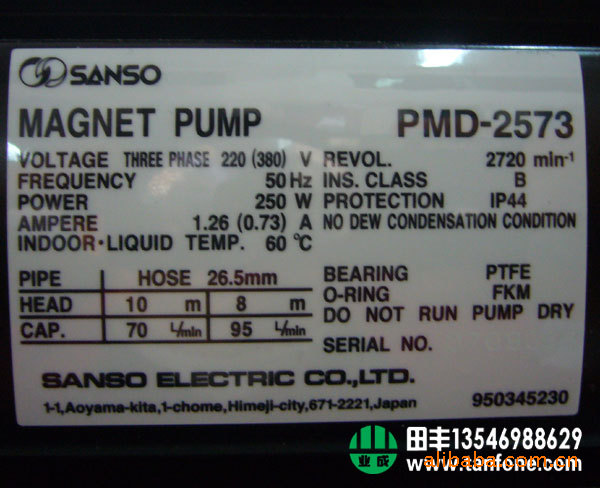 SANSO
MAGNET PUMP PMD-2573
VOLTAGE THREE PHASE 220 (380) V REVOL. 2720 min-1
FREQUENCY 50 Hz INS. CLASS B
POWER 250 W PROTECTION IP44
AMPERE 1.26 (0.73) A NO DEW CONDENSATION CONDITION
INDOOR·LIQUID TEMP. 60 ℃
PIPE HOSE 26.5mm
HEAD 10 m 8 m
CAP. 70 L/min 95 L/min
BEARING PTFE
O-RING FKM
DO NOT RUN PUMP DRY
SERIAL NO.
SANSO ELECTRIC CO.,LTD.
1-1,Aoyama-kita,1-chome,Himeji-city,671-2221,Japan 950345230
业成
田丰13546988629
alibaba.com.cn
www.tanfone.com